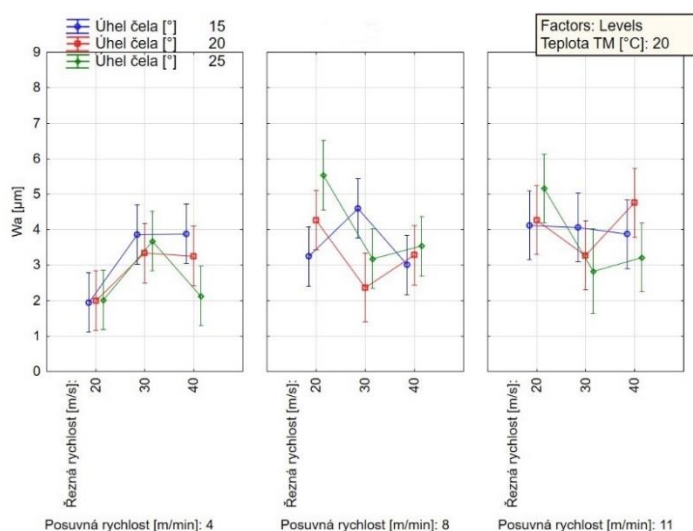 Úhel čela [°] 15
Úhel čela [°] 20
Úhel čela [°] 25
Factors: Levels
Teplota TM [°C]: 20
Wa [µm]
9
8
7
6
5
4
3
2
1
0
Řezná rychlost [m/s]: 20 30 40
Řezná rychlost [m/s]: 20 30 40
Řezná rychlost [m/s]: 20 30 40
Posuvná rychlost [m/min]: 4
Posuvná rychlost [m/min]: 8
Posuvná rychlost [m/min]: 11